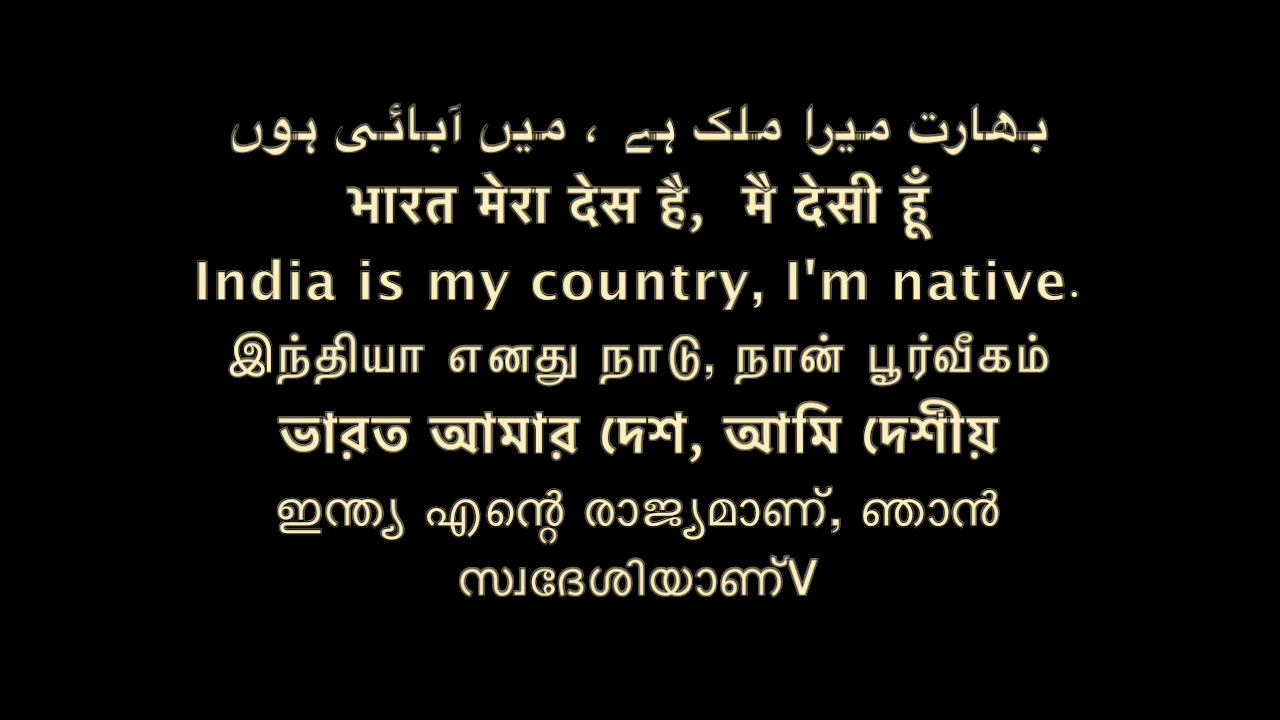 بھارت میرا ملک ہے ، میں آبائی ہوں
भारत मेरा देस है, मै देसी हूँ
India is my country, I'm native.
இந்தியா எனது நாடு, நான் பூர்வீகம்
ভারত আমার দেশ, আমি দেশীয়
ഇന്ത്യ എന്റെ രാജ്യമാണ്, ഞാൻ
സ്വദേശിയാണ്V